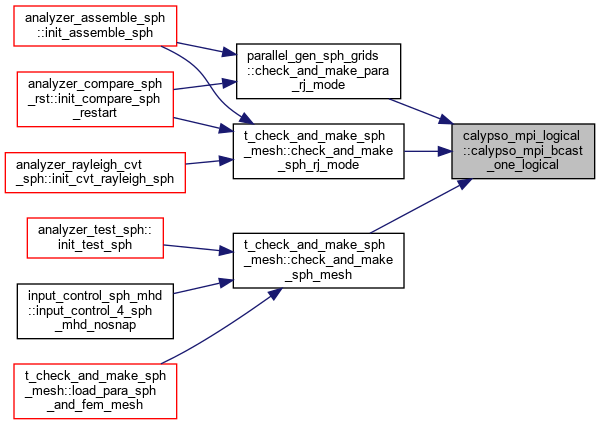 analyzer_assemble_sph
::init_assemble_sph
analyzer_compare_sph
_rst::init_compare_sph
_restart
analyzer_rayleigh_cvt
_sph::init_cvt_rayleigh_sph
analyzer_test_sph::
init_test_sph
input_control_sph_mhd
::input_control_4_sph
_mhd_nosnap
t_check_and_make_sph
_mesh::load_para_sph
_and_fem_mesh
parallel_gen_sph_grids
::check_and_make_para
_rj_mode
t_check_and_make_sph
_mesh::check_and_make
_sph_rj_mode
t_check_and_make_sph
_mesh::check_and_make
_sph_mesh
calypso_mpi_logical
::calypso_mpi_bcast
_one_logical